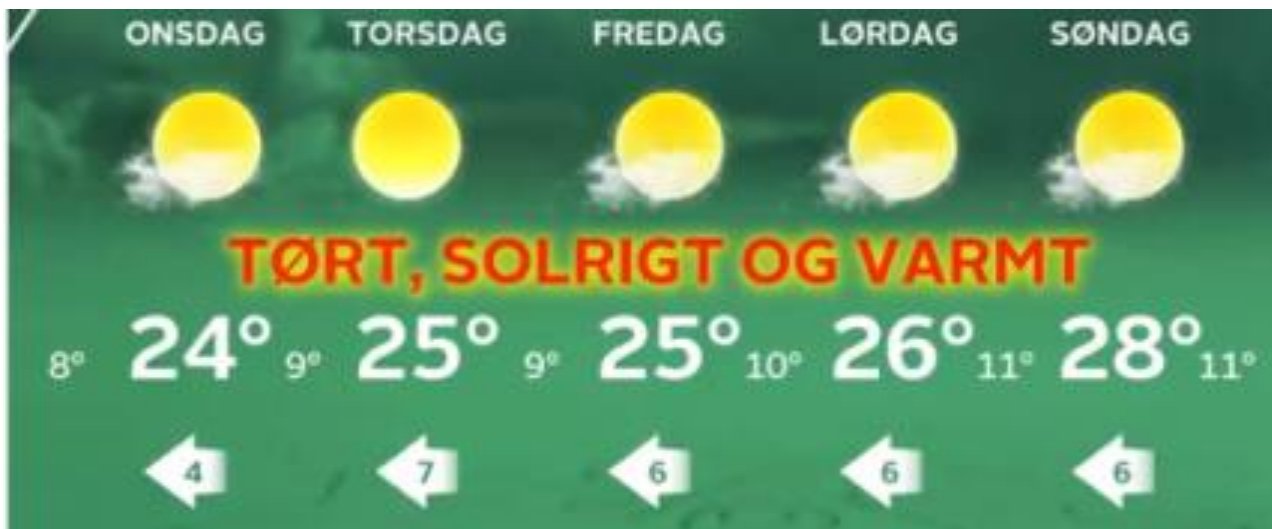 ONSDAG TORSDAG FREDAG LØRDAG SØNDAG
TØRT, SOLRIGT OG VARMT
8° 24° 9° 25° 9° 25° 10° 26° 11° 28° 11°
4 7 6 6 6